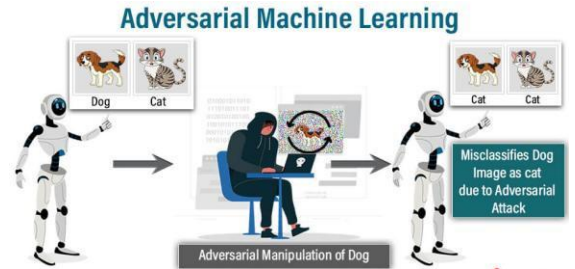 Adversarial Machine Learning
Dog Cat
Cat Cat
Misclassifies Dog
Image as cat
due to Adversarial
Attack
Adversarial Manipulation of Dog